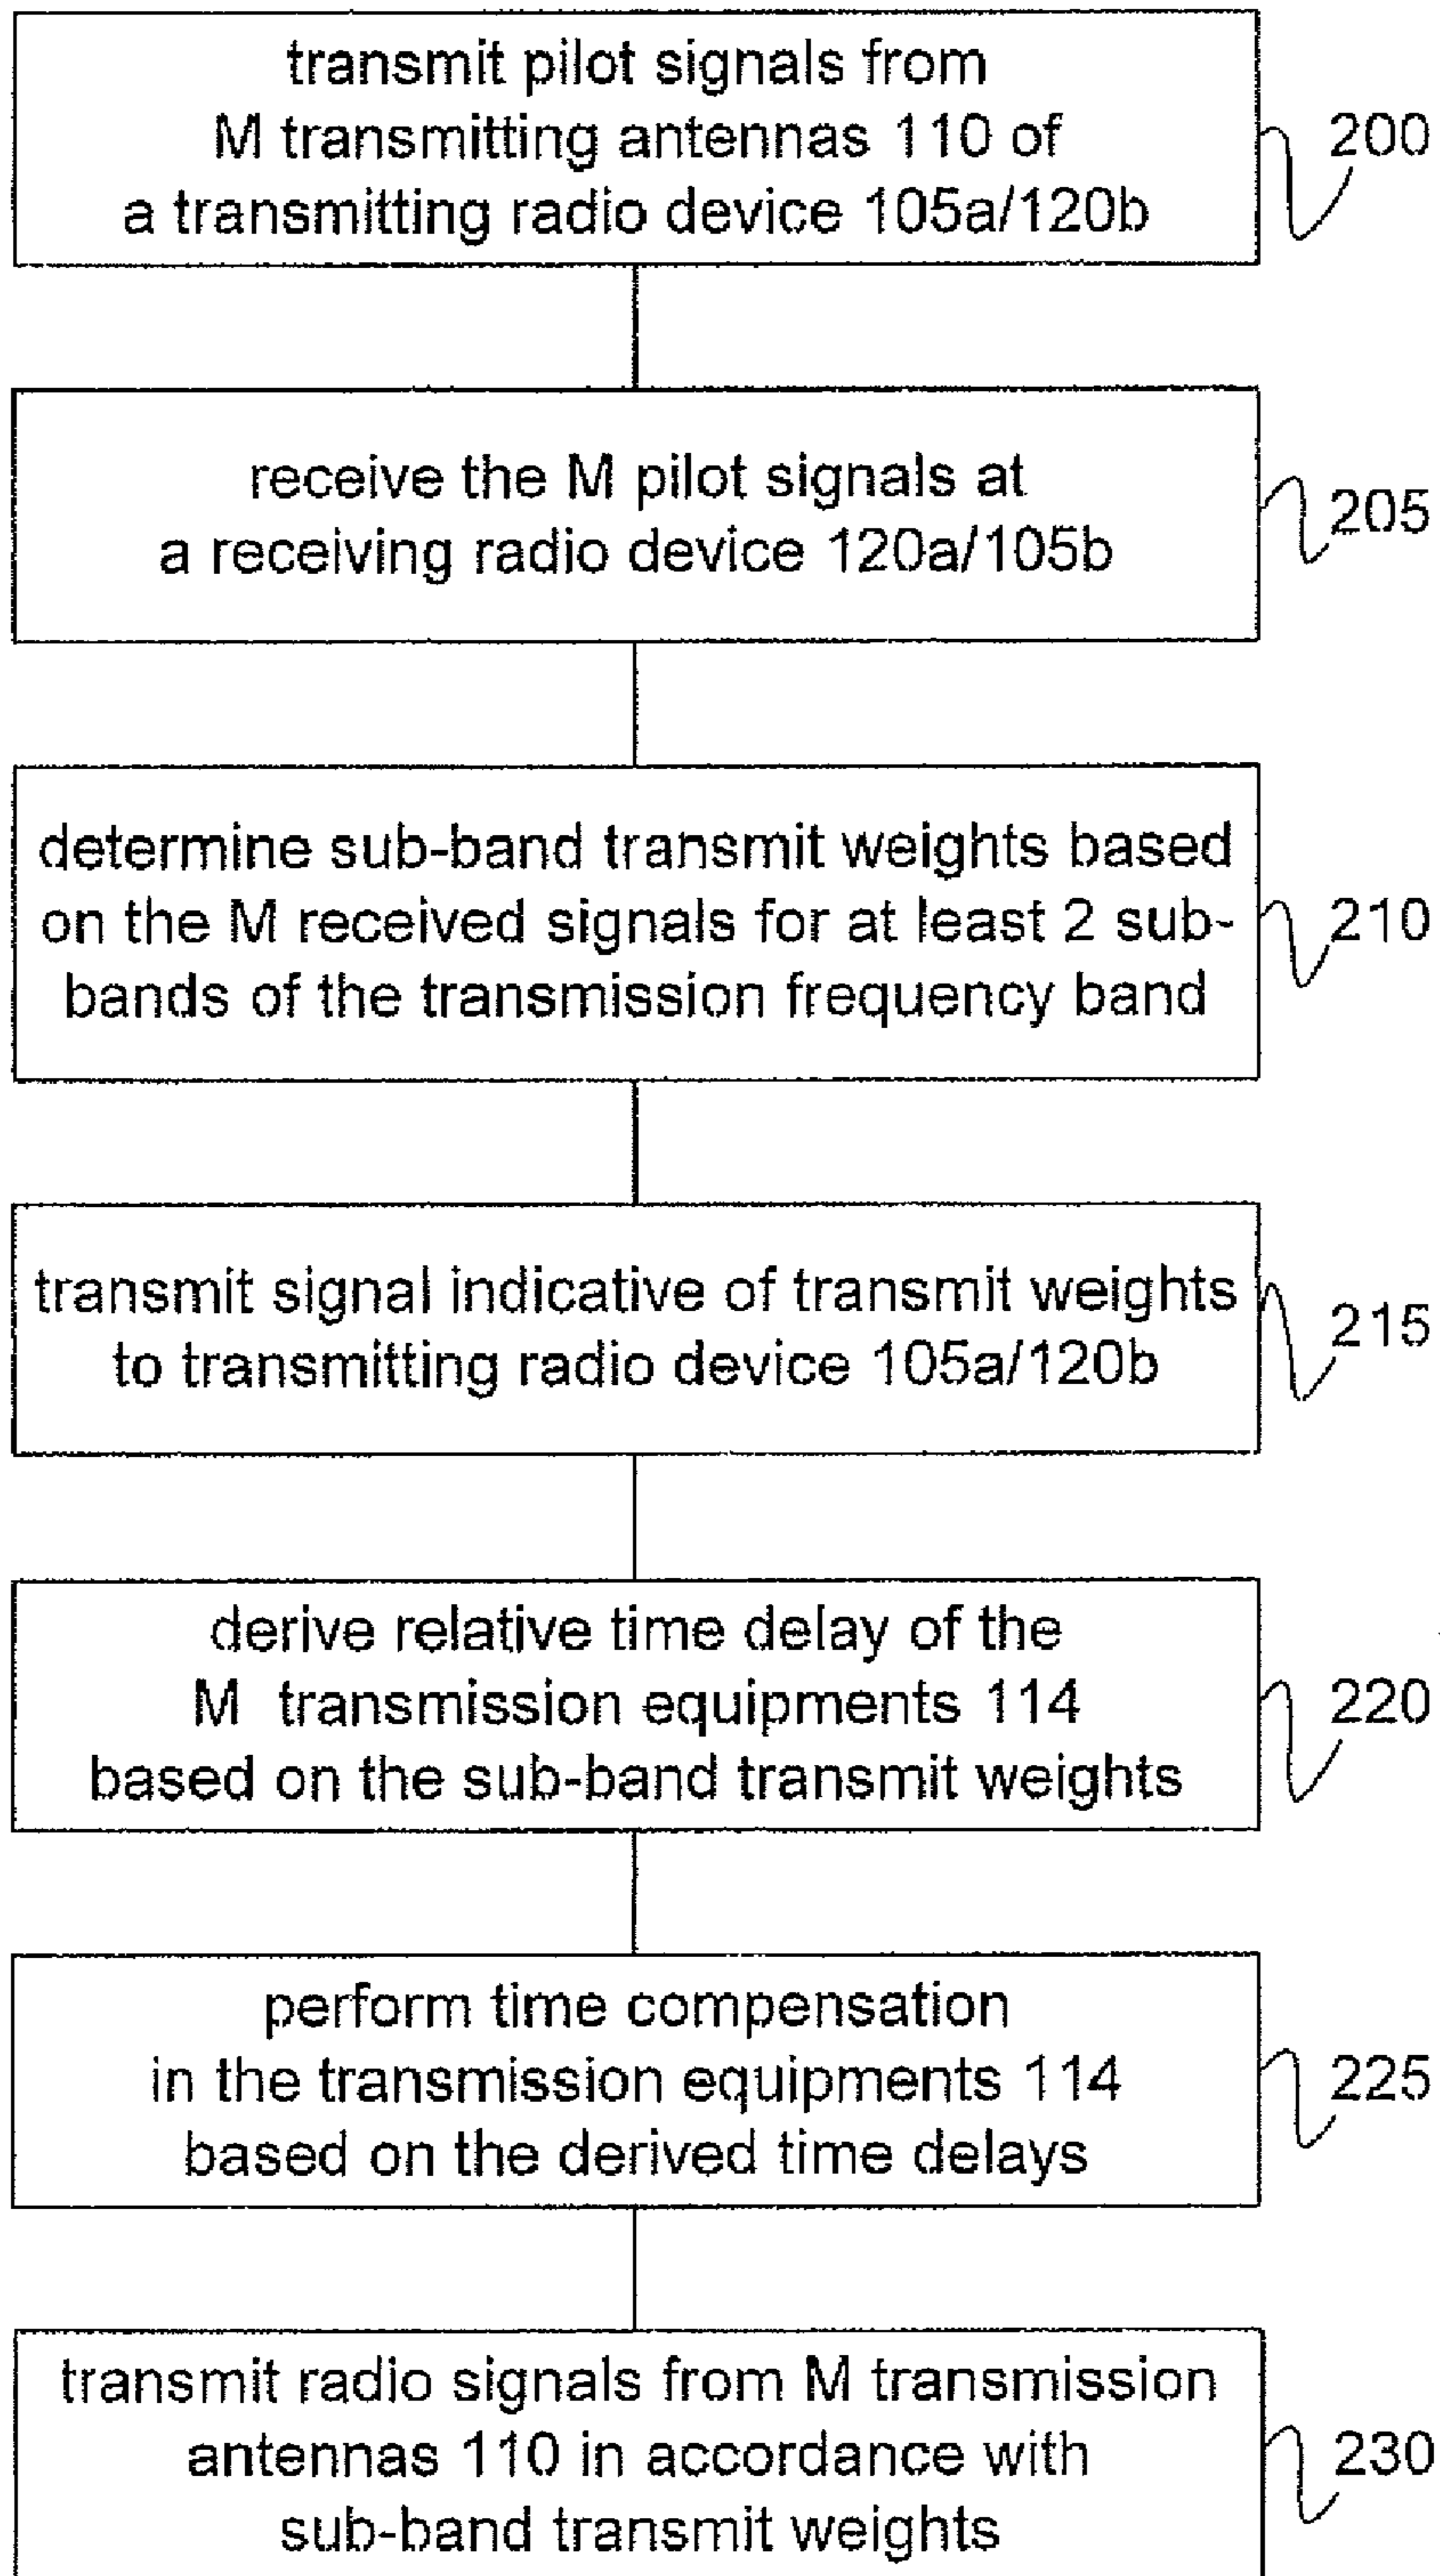 transmit pilot signals from
M transmitting antennas 110 of
a transmitting radio device 105a/120b
200
receive the M pilot signals at
a receiving radio device 120a/105b
205
determine sub-band transmit weights based
on the M received signals for at least 2 sub-
bands of the transmission frequency band
210
transmit signal indicative of transmit weights
to transmitting radio device 105a/120b
215
derive relative time delay of the
M transmission equipments 114
based on the sub-band transmit weights
220
perform time compensation
in the transmission equipments 114
based on the derived time delays
225
transmit radio signals from M transmission
antennas 110 in accordance with
sub-band transmit weights
230